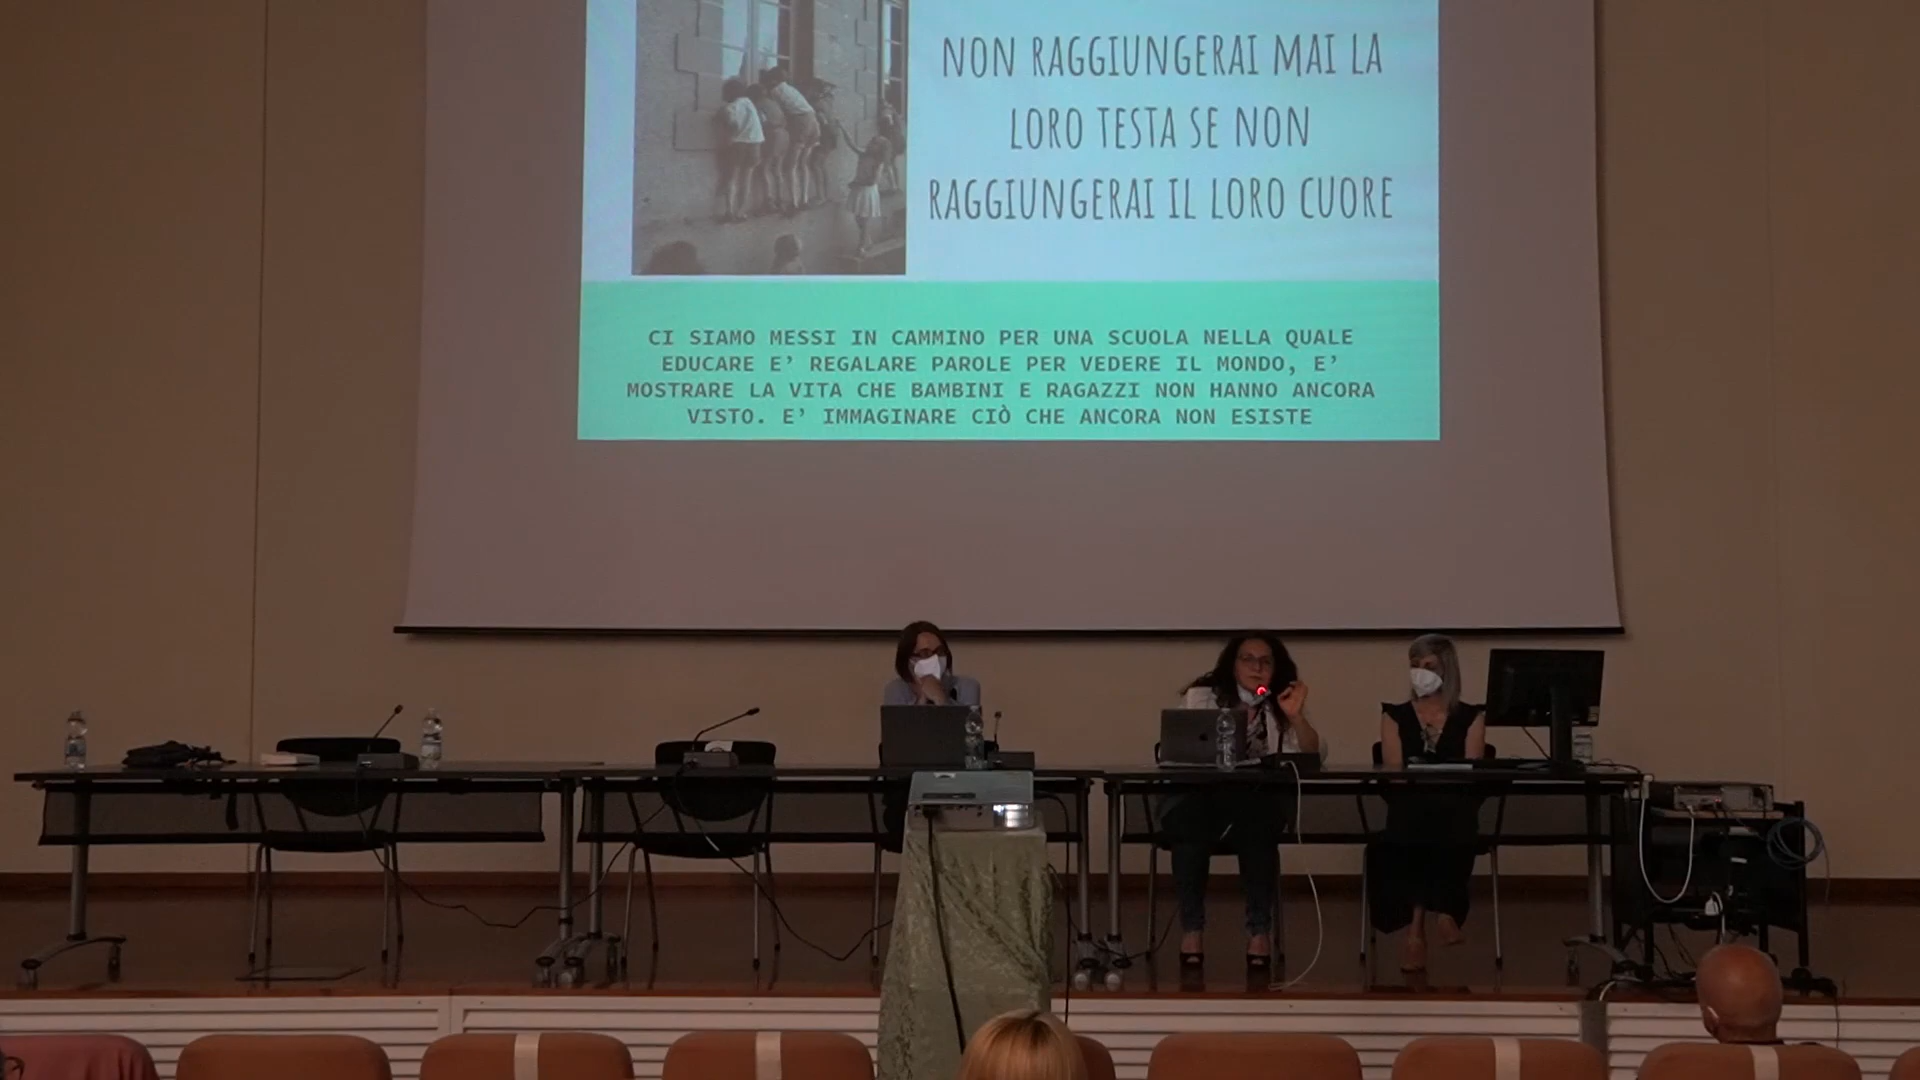 NON RAGGIUNGERAI MAI LA
LORO TESTA SE NON
RAGGIUNGERAI IL LORO CUORE
CI SIAMO MESSI IN CAMMINO PER UNA SCUOLA NELLA QUALE
EDUCARE E’ REGALARE PAROLE PER VEDERE IL MONDO, E’
MOSTRARE LA VITA CHE BAMBINI E RAGAZZI NON HANNO ANCORA
VISTO. E’ IMMAGINARE CIÒ CHE ANCORA NON ESISTE